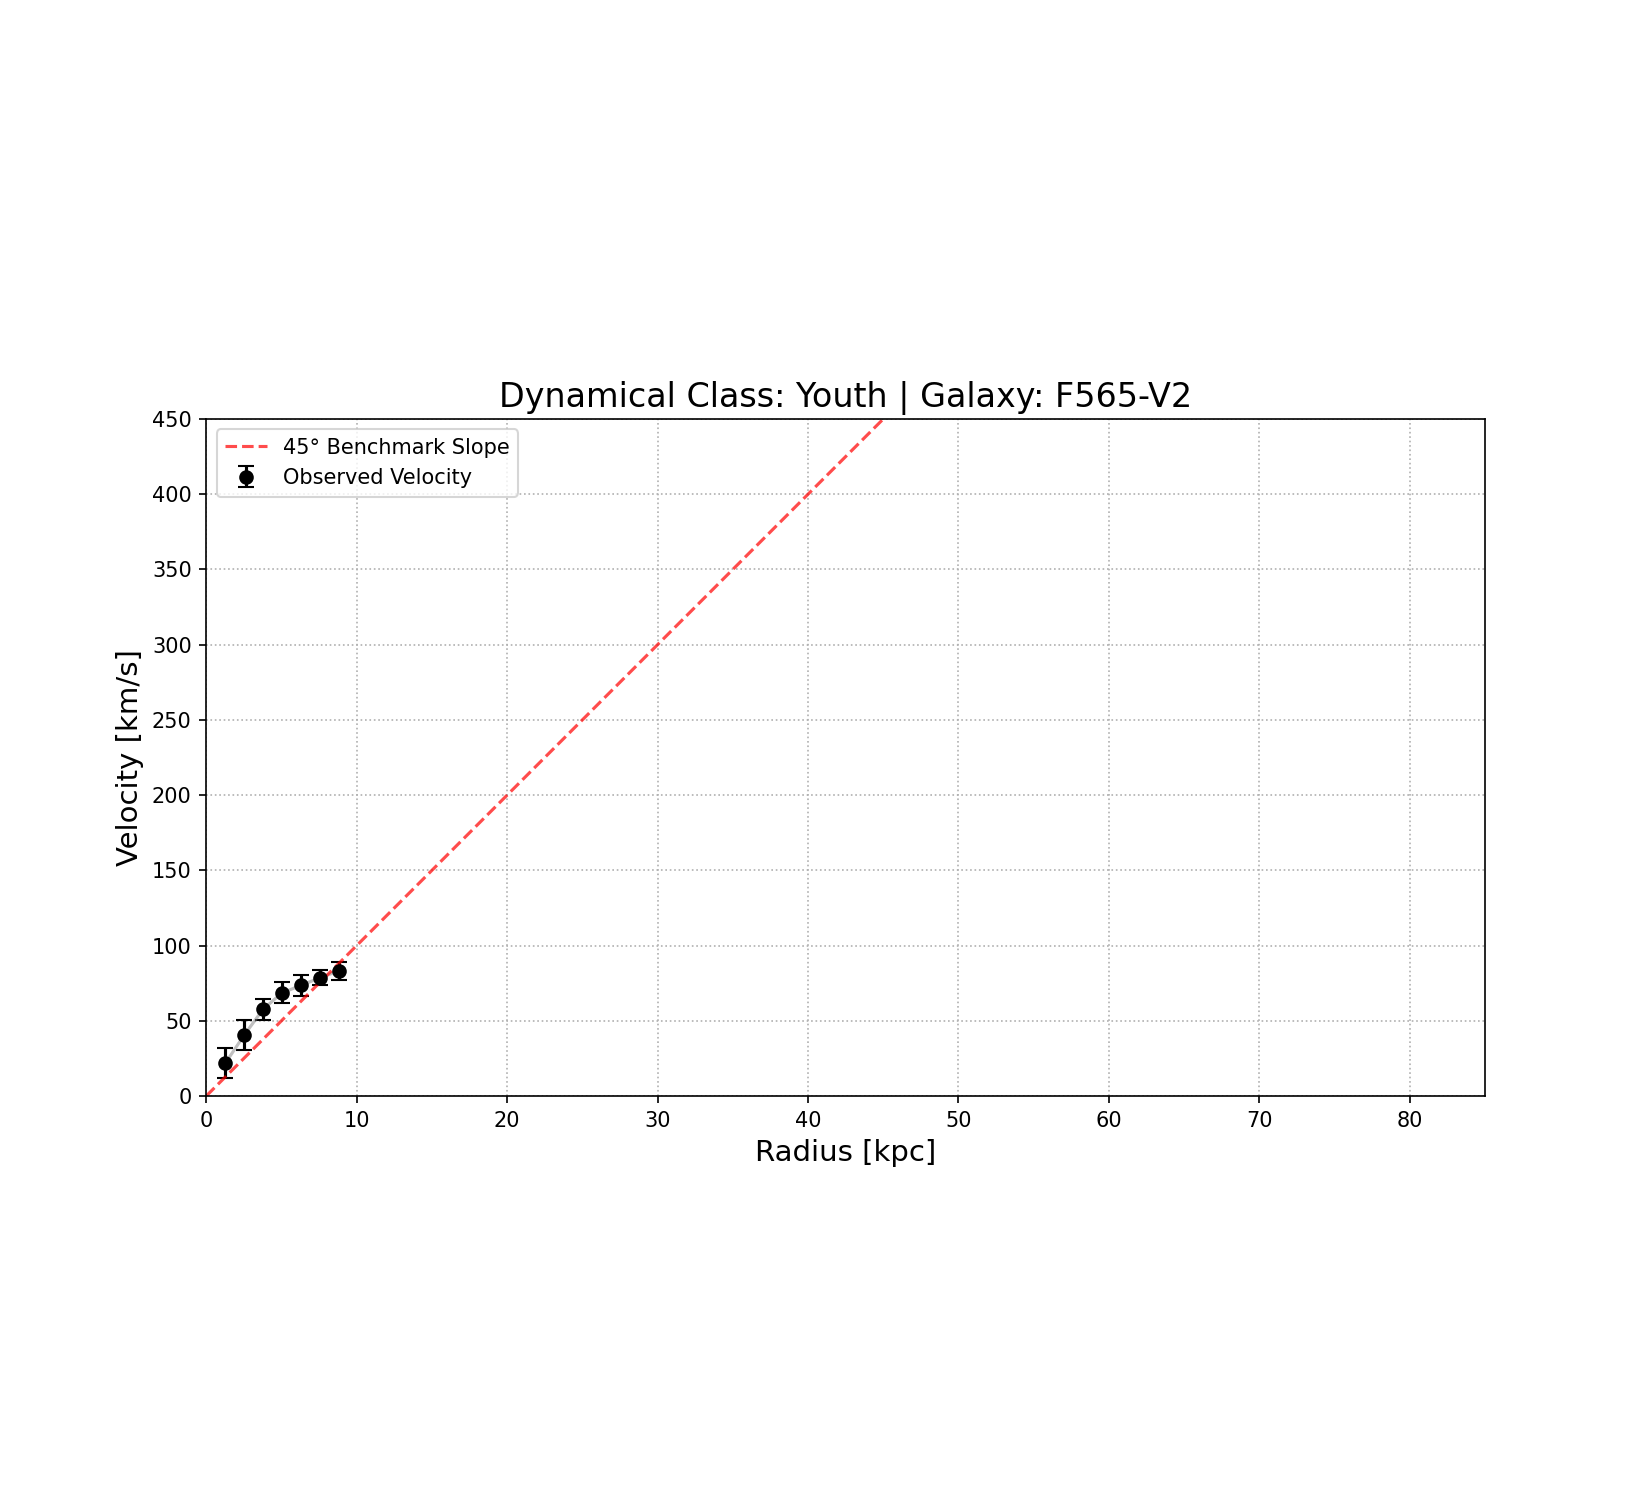 Dynamical Class: Youth | Galaxy: F565-V2
45° Benchmark Slope
Observed Velocity
450
400
350
300
250
200
150
100
50
0
Velocity [km/s]
0 10 20 30 40 50 60 70 80
Radius [kpc]